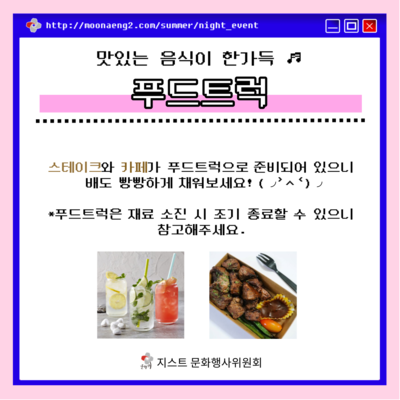 http://moonaeng2.com/summer/night_event
맛있는 음식이 한가득 ♬
푸드트럭
스테이크와 카페가 푸드트럭으로 준비되어 있으니
배도 빵빵하게 채워보세요! ( ◞˃̵ㅅ˂̵) ◞
*푸드트럭은 재료 소진 시 조기 종료할 수 있으니
참고해주세요.
지스트 문화행사위원회